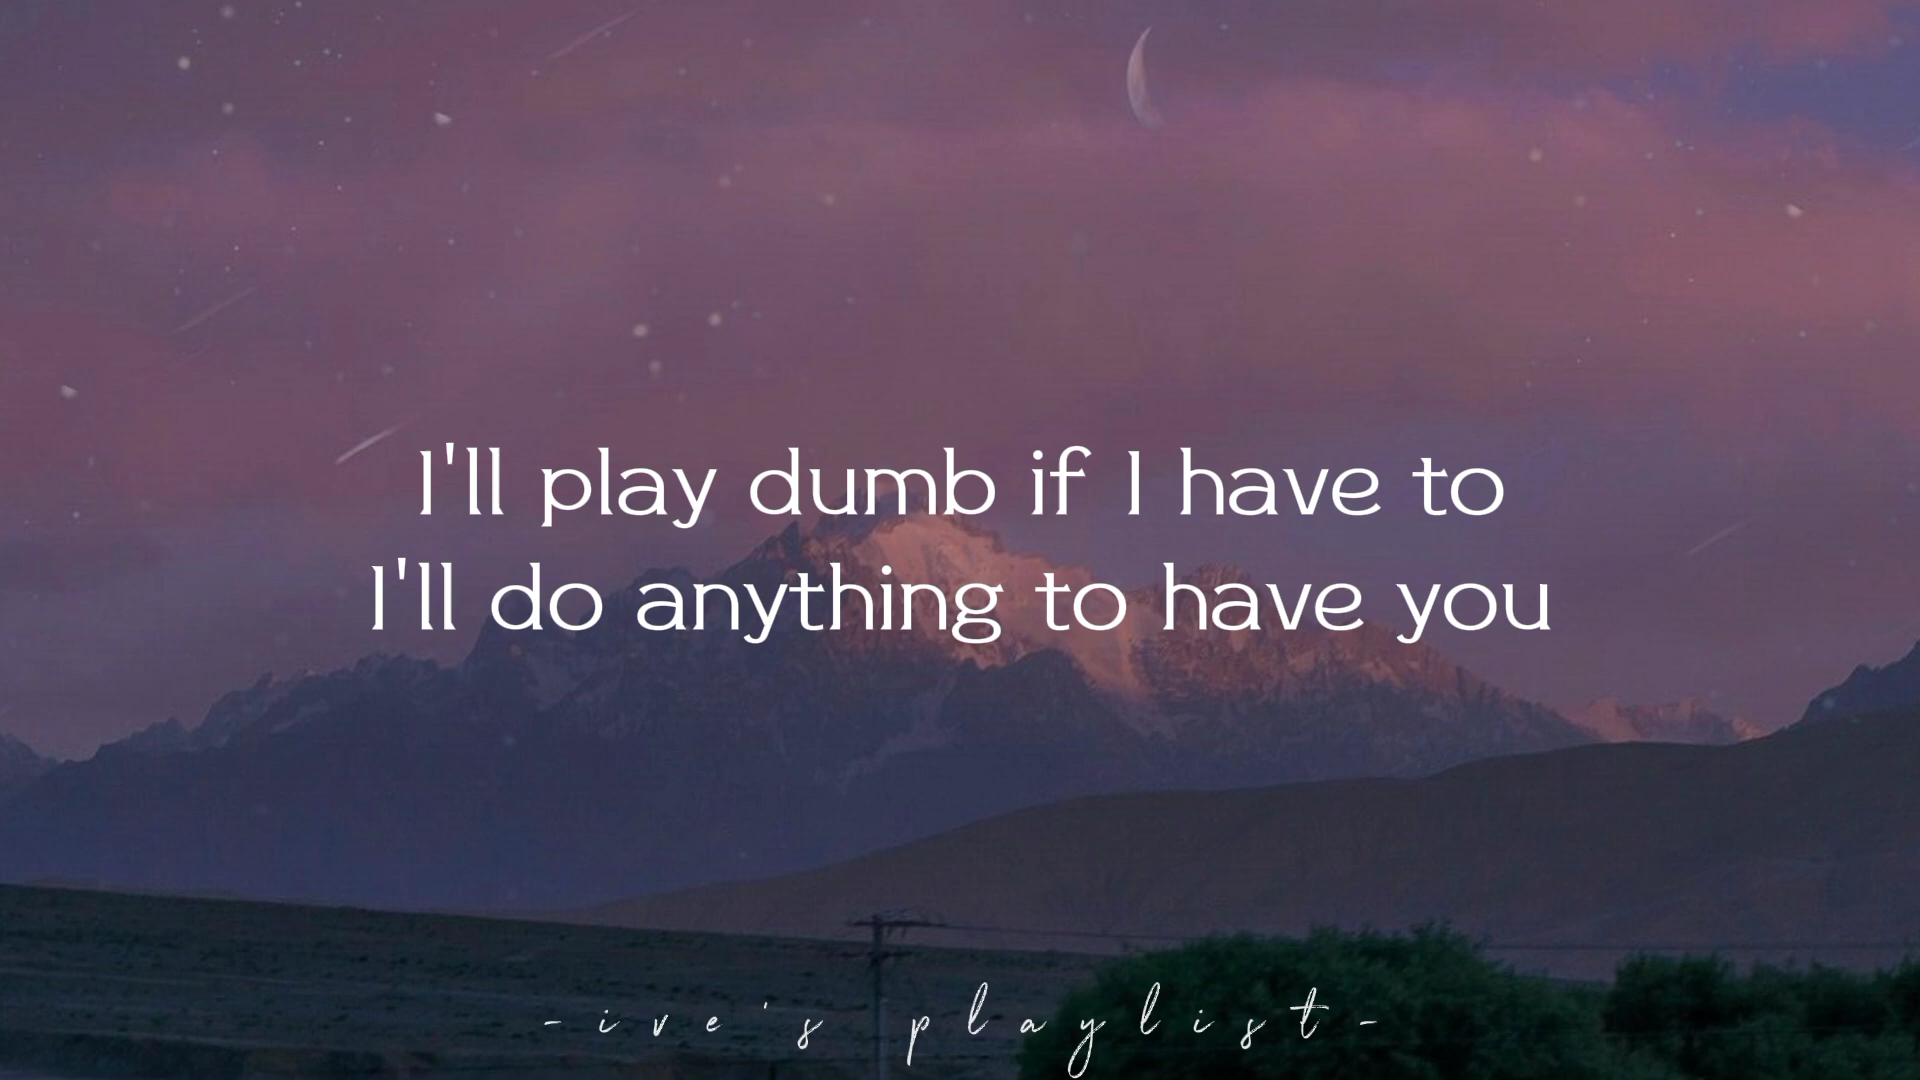 I'll play dumb if I have to
I'll do anything to have you
- ive's playlist -